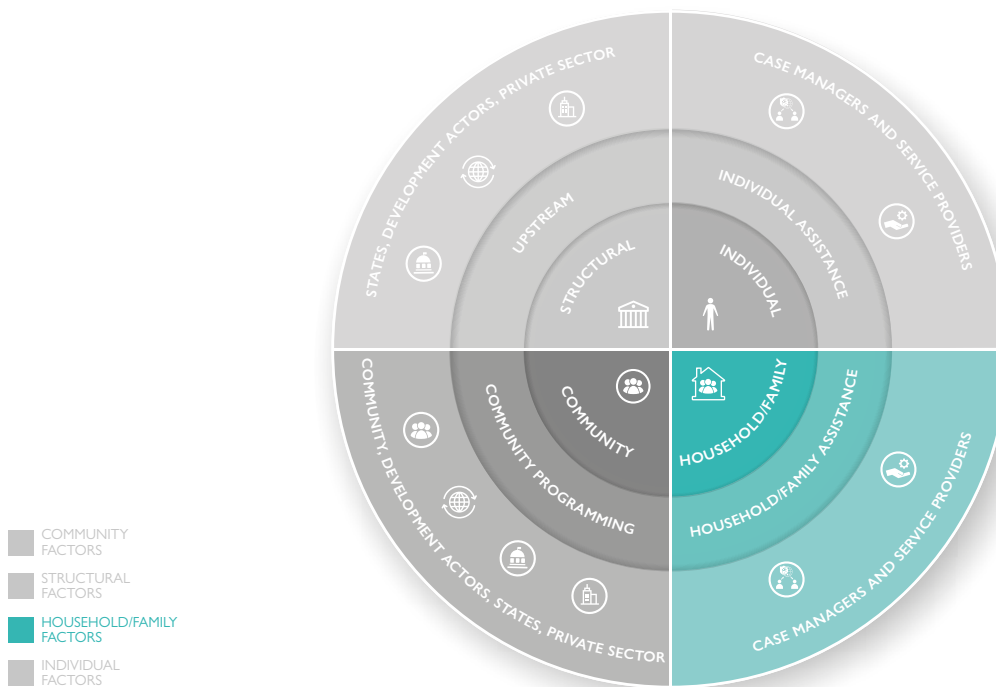 STATES, DEVELOPMENT ACTORS, PRIVATE SECTOR
UPSTREAM
STRUCTURAL
CASE MANAGERS AND SERVICE PROVIDERS
INDIVIDUAL ASSISTANCE
INDIVIDUAL
COMMUNITY
COMMUNITY PROGRAMMING
COMMUNITY, DEVELOPMENT ACTORS, STATES, PRIVATE SECTOR
HOUSEHOLD/FAMILY
HOUSEHOLD/FAMILY ASSISTANCE
CASE MANAGERS AND SERVICE PROVIDERS
COMMUNITY
FACTORS
STRUCTURAL
FACTORS
HOUSEHOLD/FAMILY
FACTORS
INDIVIDUAL
FACTORS